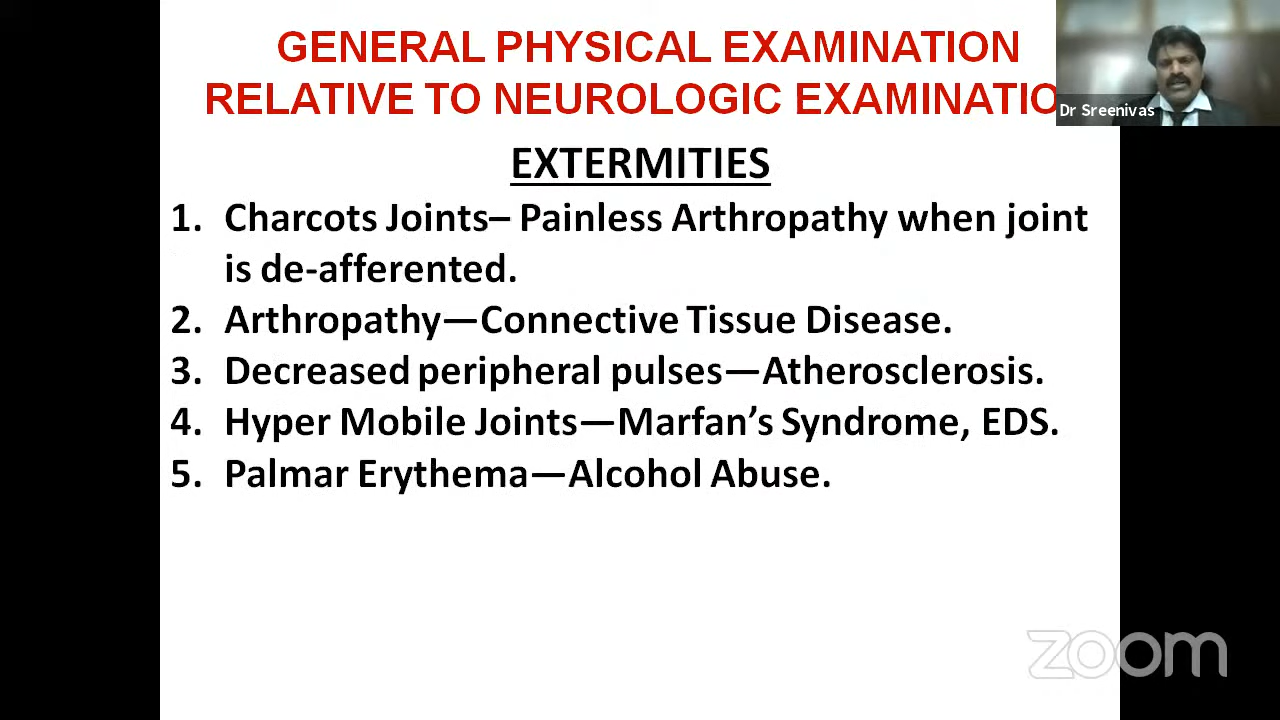 GENERAL PHYSICAL EXAMINATION
RELATIVE TO NEUROLOGIC EXAMINATIO
Dr Sreenivas
EXTERMITIES
1. Charcots Joints– Painless Arthropathy when joint
is de-afferented.
2. Arthropathy—Connective Tissue Disease.
3. Decreased peripheral pulses—Atherosclerosis.
4. Hyper Mobile Joints—Marfan’s Syndrome, EDS.
5. Palmar Erythema—Alcohol Abuse.
zoom